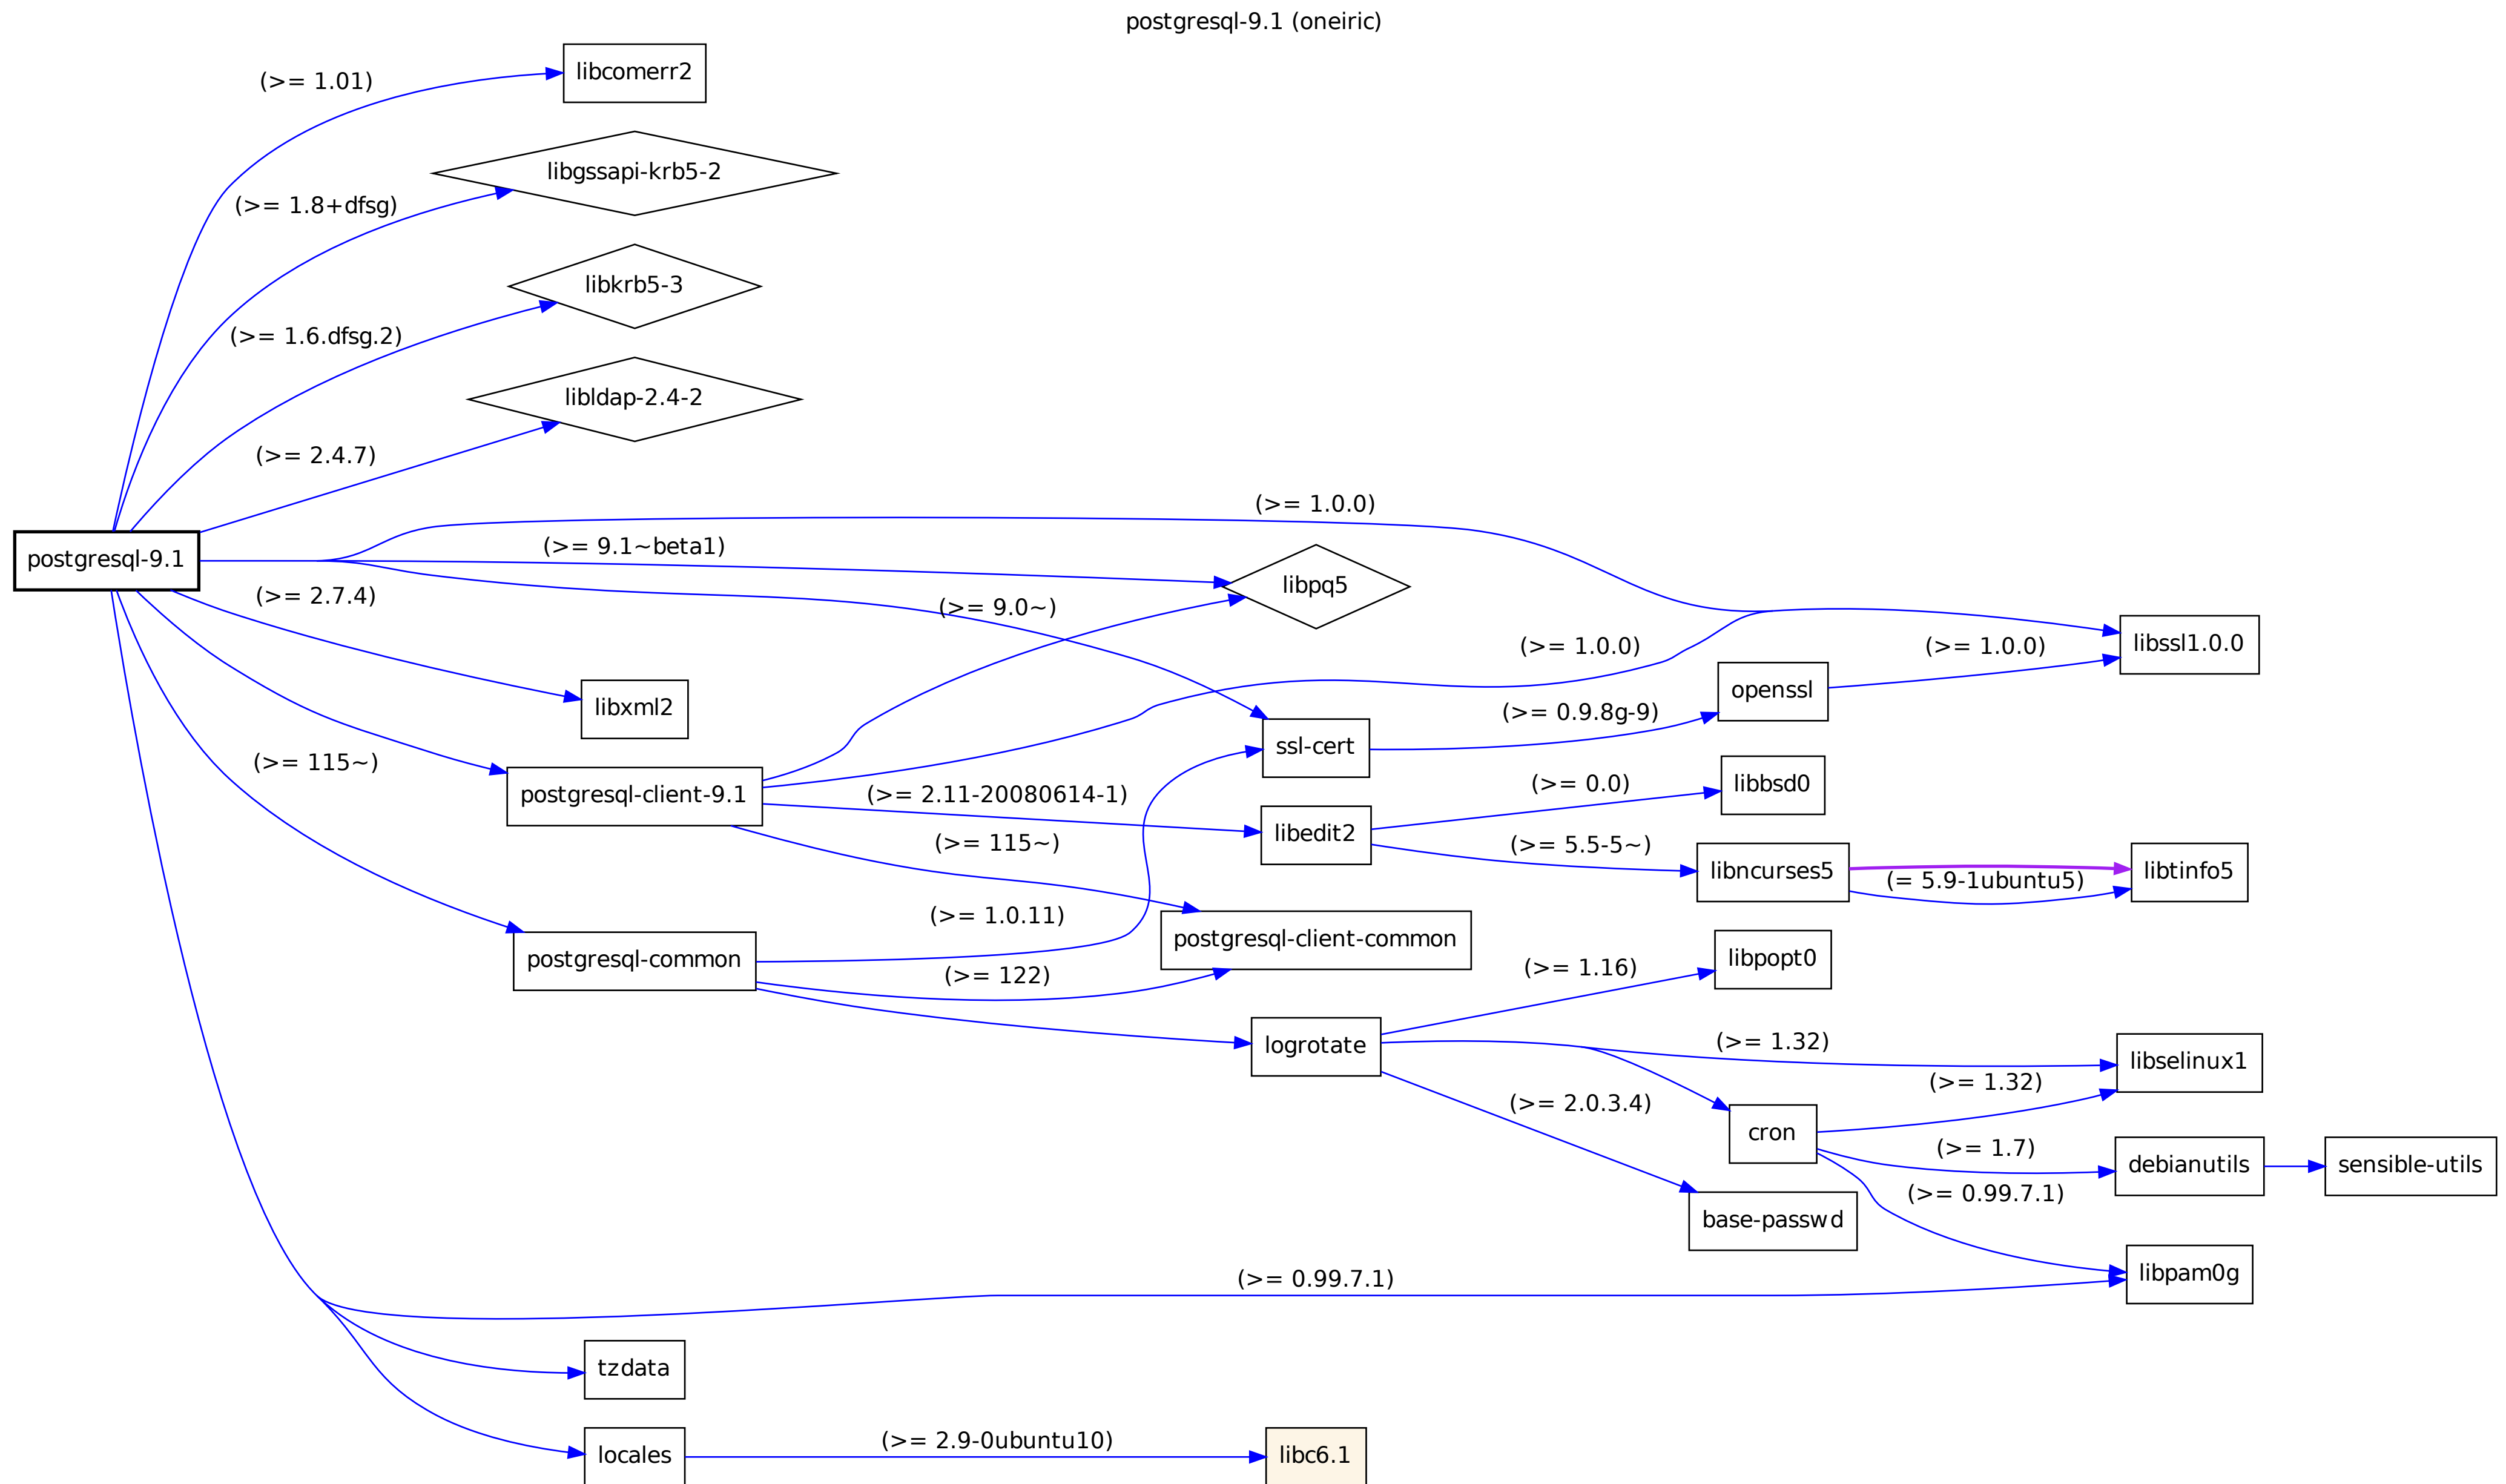 postgresql-9.1 (oneiric)
libcomerr2
(>= 1.01)
libgssapi-krb5-2
(>= 1.8+dfsg)
libkrb5-3
(>= 1.6.dfsg.2)
libldap-2.4-2
(>= 2.4.7)
(>= 1.0.0)
postgresql-9.1
(>= 9.1~beta1)
libpq5
(>= 2.7.4)
(>= 9.0~)
(>= 1.0.0)
(>= 1.0.0)
libssl1.0.0
libxml2
openssl
(>= 0.9.8g-9)
ssl-cert
(>= 115~)
postgresql-client-9.1
(>= 2.11-20080614-1)
(>= 0.0)
libbsd0
libedit2
(>= 115~)
(>= 5.5-5~)
libncurses5
(= 5.9-1ubuntu5)
libtinfo5
(>= 1.0.11)
postgresql-client-common
postgresql-common
(>= 122)
(>= 1.16)
libpopt0
logrotate
(>= 1.32)
libselinux1
(>= 1.32)
(>= 2.0.3.4)
cron
(>= 1.7)
debianutils
sensible-utils
(>= 0.99.7.1)
base-passwd
(>= 0.99.7.1)
libpam0g
tzdata
locales
(>= 2.9-0ubuntu10)
libc6.1